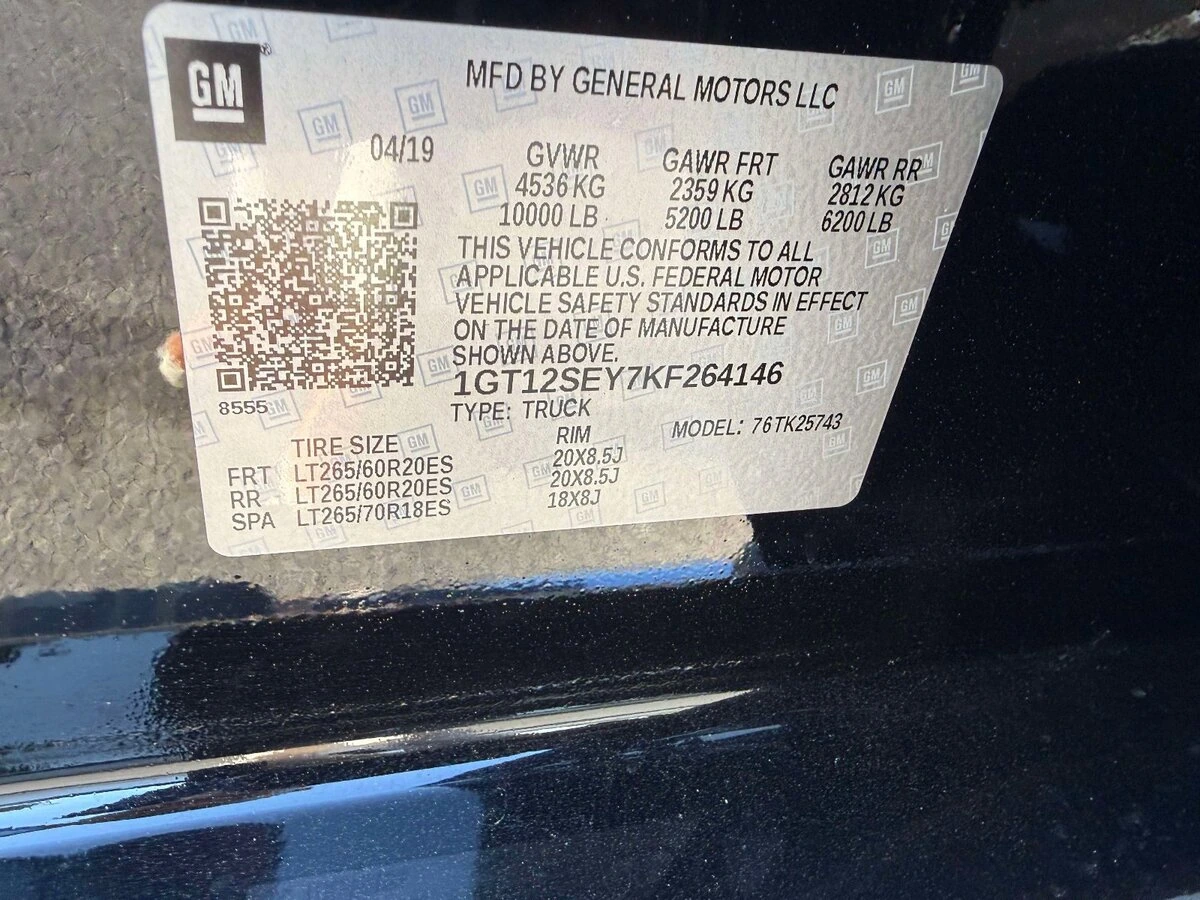 GM
MFD BY GENERAL MOTORS LLC
04/19
GVWR GAWR FRT GAWR RR
4536 KG 2359 KG 2812 KG
10000 LB 5200 LB 6200 LB
THIS VEHICLE CONFORMS TO ALL
APPLICABLE U.S. FEDERAL MOTOR
VEHICLE SAFETY STANDARDS IN EFFECT
ON THE DATE OF MANUFACTURE
SHOWN ABOVE.
1GT12SEY7KF264146
8555
TYPE: TRUCK
MODEL: 76TK25743
TIRE SIZE RIM
FRT LT265/60R20ES 20X8.5J
RR LT265/60R20ES 20X8.5J
SPA LT265/70R18ES 18X8J